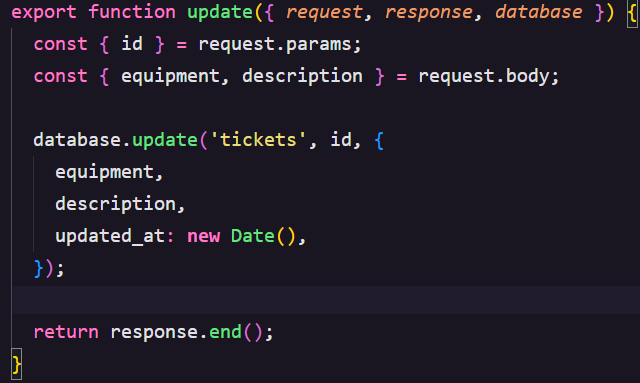 export function update({ request, response, database }) {
  const { id } = request.params;
  const { equipment, description } = request.body;

  database.update('tickets', id, {
    equipment,
    description,
    updated_at: new Date(),
  });

  return response.end();
}